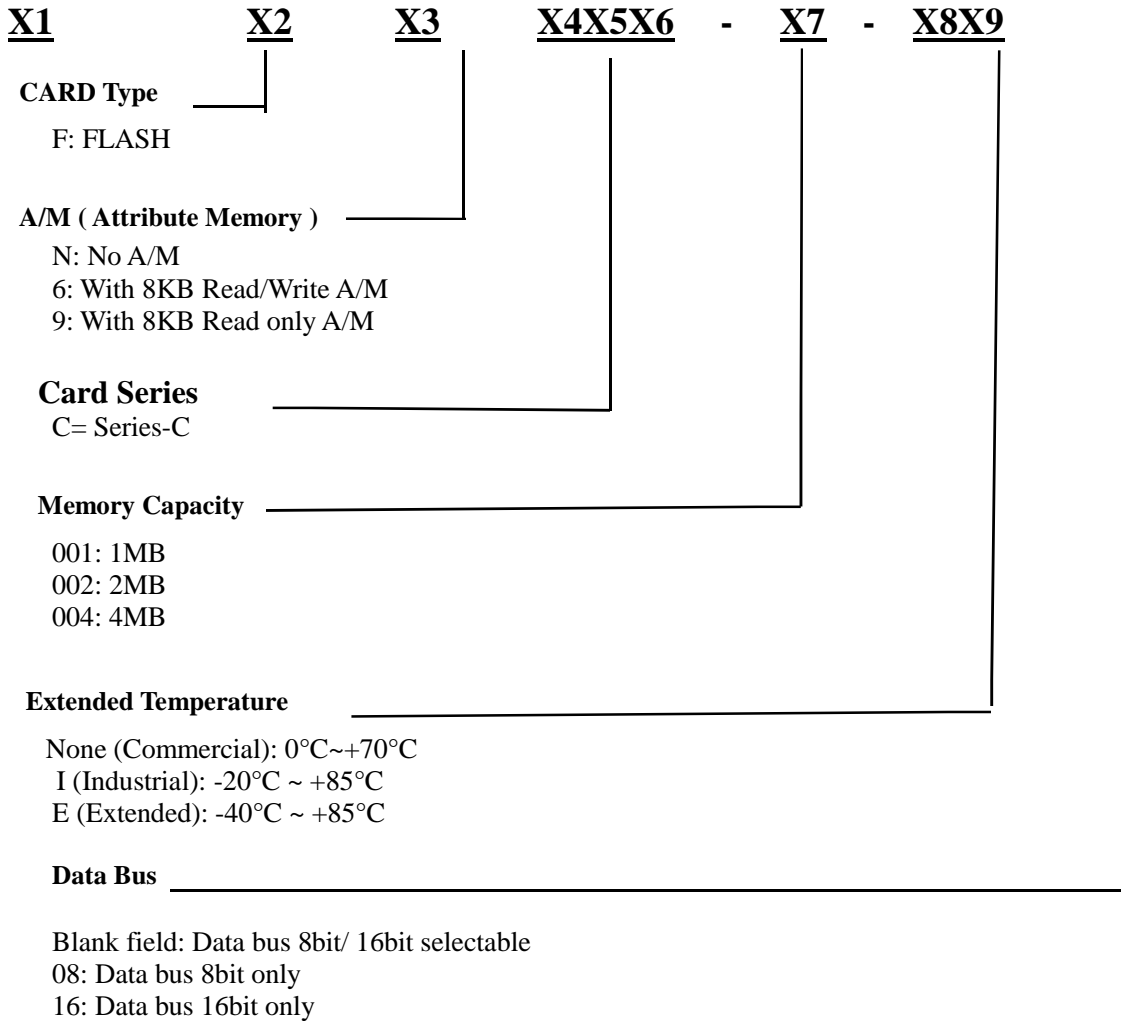 X1 X2 X3 X4X5X6 - X7 - X8X9
CARD Type
F: FLASH
A/M ( Attribute Memory )
N: No A/M
6: With 8KB Read/Write A/M
9: With 8KB Read only A/M
Card Series
C= Series-C
Memory Capacity
001: 1MB
002: 2MB
004: 4MB
Extended Temperature
None (Commercial): 0°C~+70°C
I (Industrial): -20°C ~ +85°C
E (Extended): -40°C ~ +85°C
Data Bus
Blank field: Data bus 8bit/ 16bit selectable
08: Data bus 8bit only
16: Data bus 16bit only